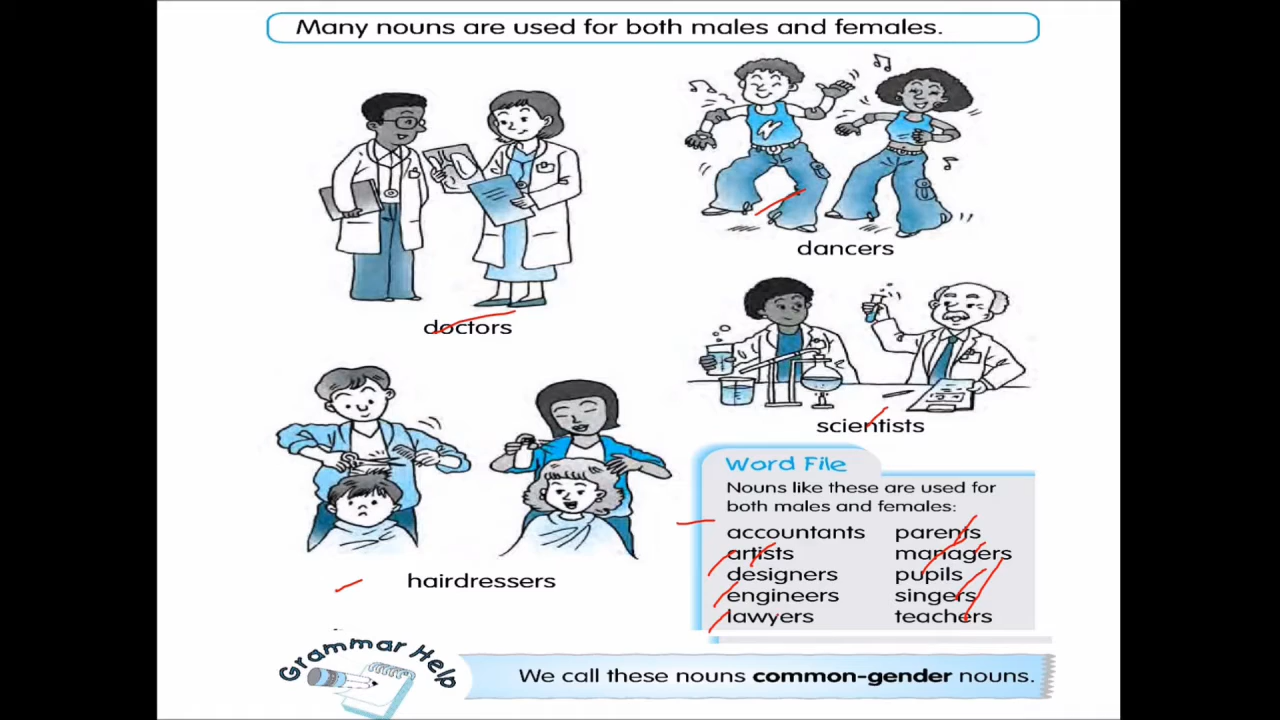 Many nouns are used for both males and females.
doctors
dancers
scientists
hairdressers
Word File
Nouns like these are used for
both males and females:
accountants parents
artists managers
designers pupils
engineers singers
lawyers teachers
Grammar Help
We call these nouns common-gender nouns.